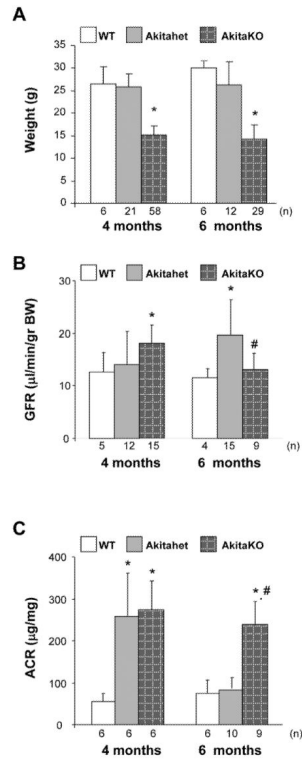 A
WT Akitahet AkitaKO
35
30
25
20
15
10
5
0
Weight (g)
*
*
6 21 58 6 12 29 (n)
4 months 6 months
B
WT Akitahet AkitaKO
30
20
10
0
GFR (µl/min/gr BW)
*
*
#
5 12 15 4 15 9 (n)
4 months 6 months
C
WT Akitahet AkitaKO
400
300
200
100
0
ACR (µg/mg)
* * * #
6 6 6 6 10 9 (n)
4 months 6 months